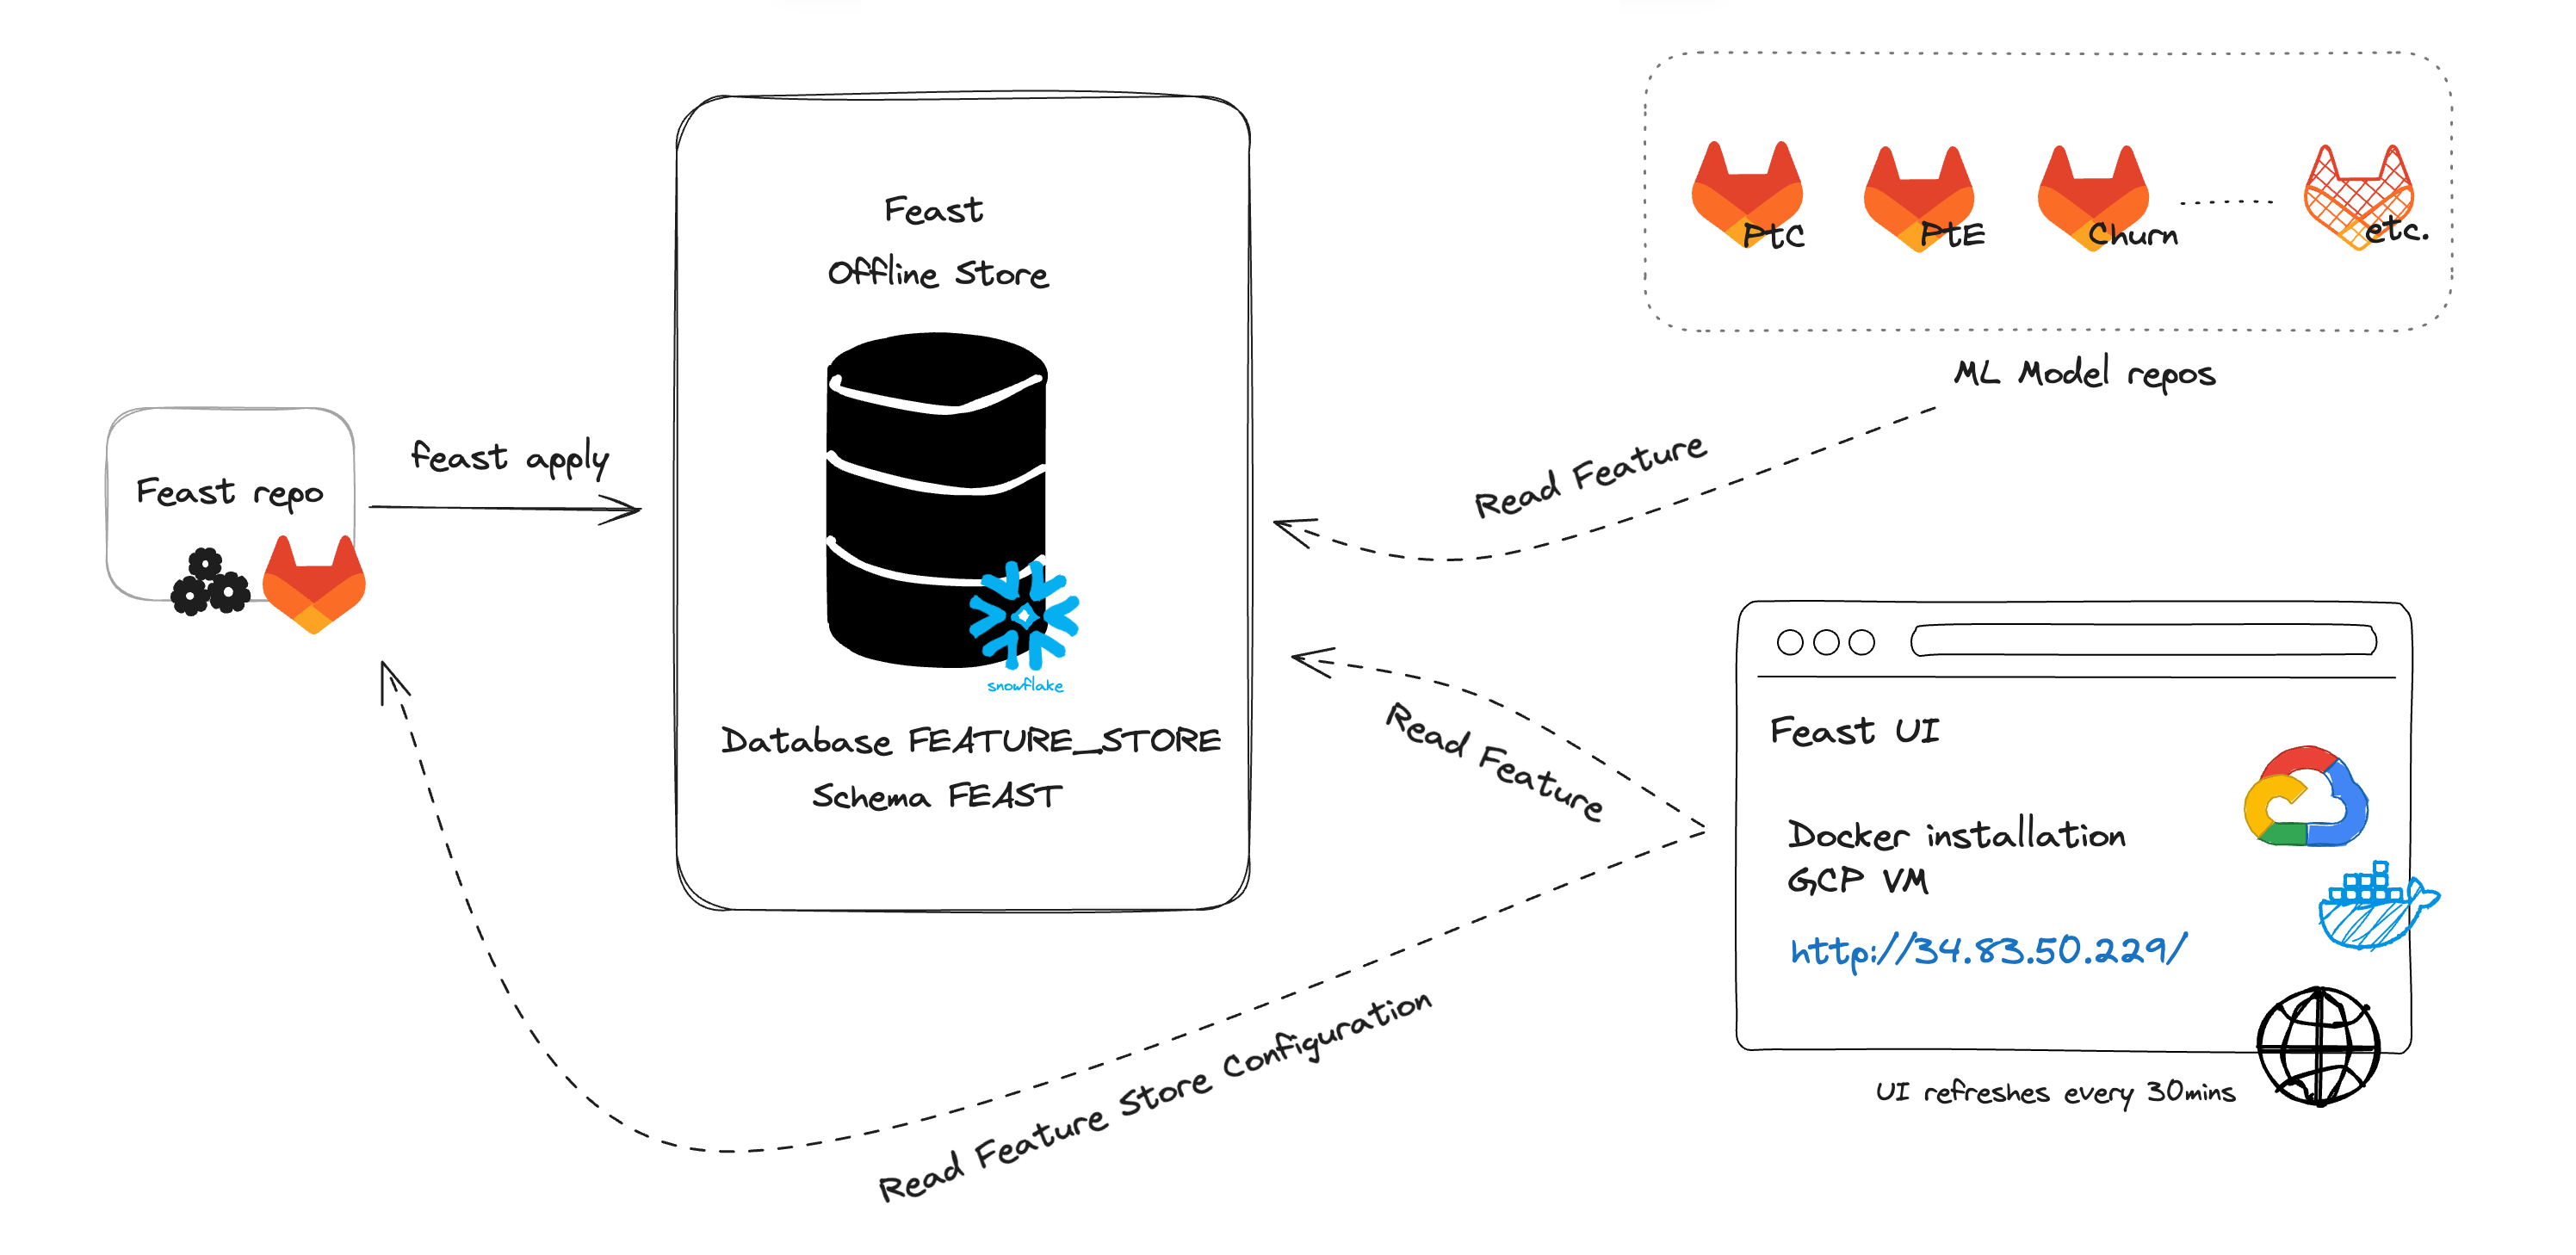 Feast repo
feast apply
Feast
Offline Store
snowflake
Database FEATURE_STORE
Schema FEAST
PtC
PtE
Churn
etc.
ML Model repos
Read Feature
Read Feature
Read Feature Store Configuration
Feast UI
Docker installation
GCP VM
http://34.83.50.229/
UI refreshes every 30mins